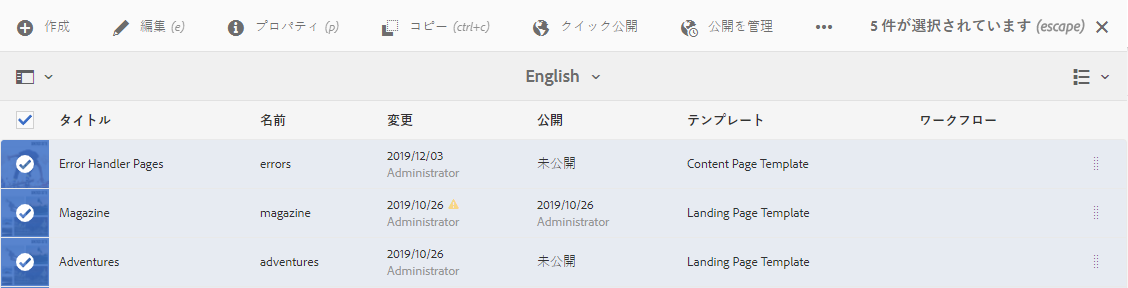 作成 編集 (e) プロパティ (p) コピー (ctrl+c) クイック公開 公開を管理 ••• 5 件が選択されています (escape)
English
タイトル 名前 変更 公開 テンプレート ワークフロー
Error Handler Pages errors 2019/12/03 Administrator 未公開 Content Page Template
Magazine magazine 2019/10/26 Administrator 2019/10/26 Administrator Landing Page Template
Adventures adventures 2019/10/26 Administrator 未公開 Landing Page Template